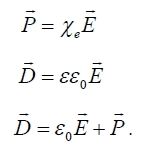 P⃗ = χₑE⃗
D⃗ = εε₀E⃗
D⃗ = ε₀E⃗ + P⃗.